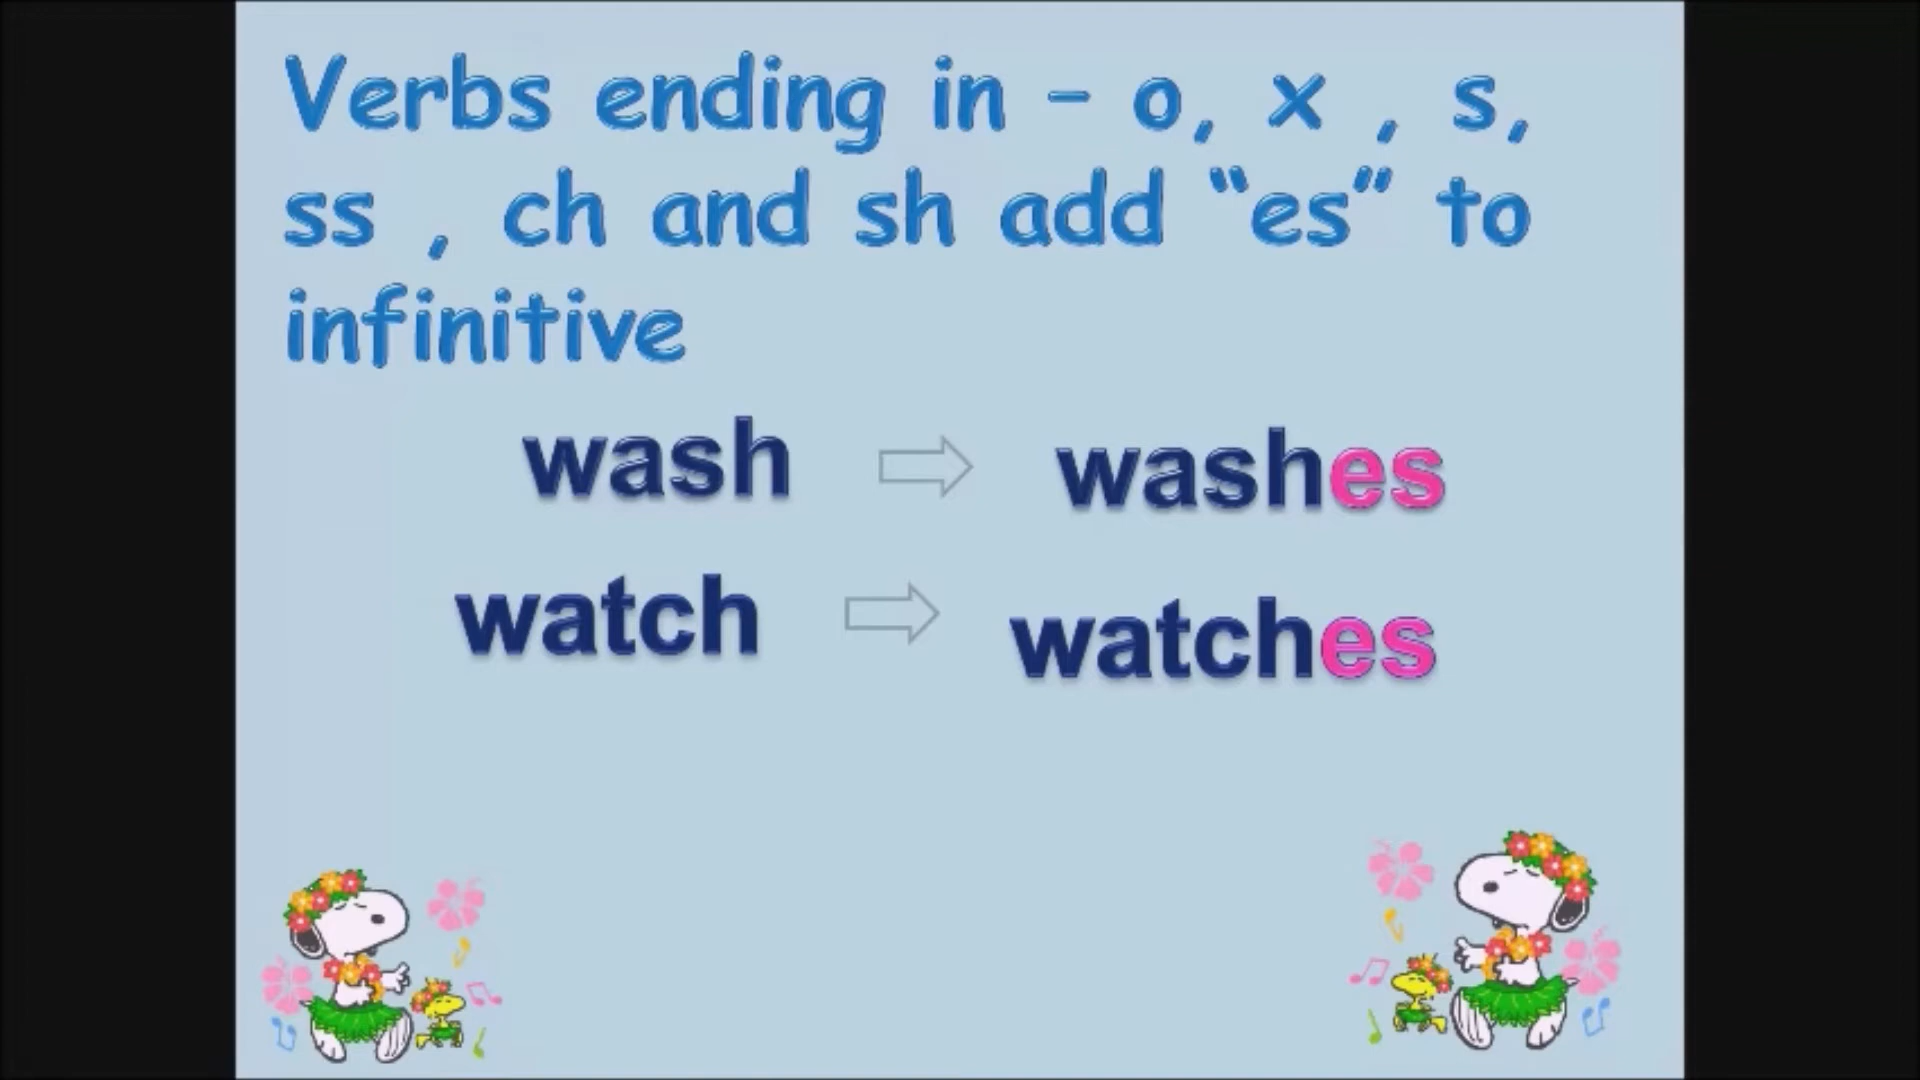 Verbs ending in – o, x , s,
ss , ch and sh add “es” to
infinitive
wash washes
watch watches